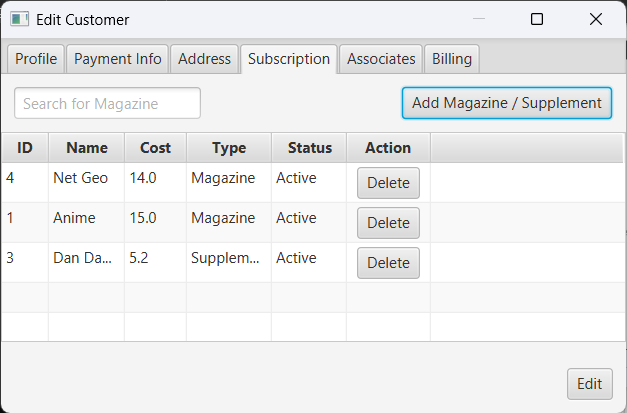 Edit Customer
Profile Payment Info Address Subscription Associates Billing
Search for Magazine Add Magazine / Supplement
ID Name Cost Type Status Action
4 Net Geo 14.0 Magazine Active Delete
1 Anime 15.0 Magazine Active Delete
3 Dan Da... 5.2 Supplem... Active Delete
Edit